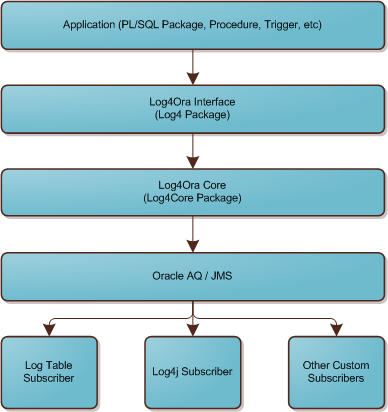 Application (PL/SQL Package, Procedure, Trigger, etc)
Log4Ora Interface
(Log4 Package)
Log4Ora Core
(Log4Core Package)
Oracle AQ / JMS
Log Table
Subscriber
Log4j Subscriber
Other Custom
Subscribers